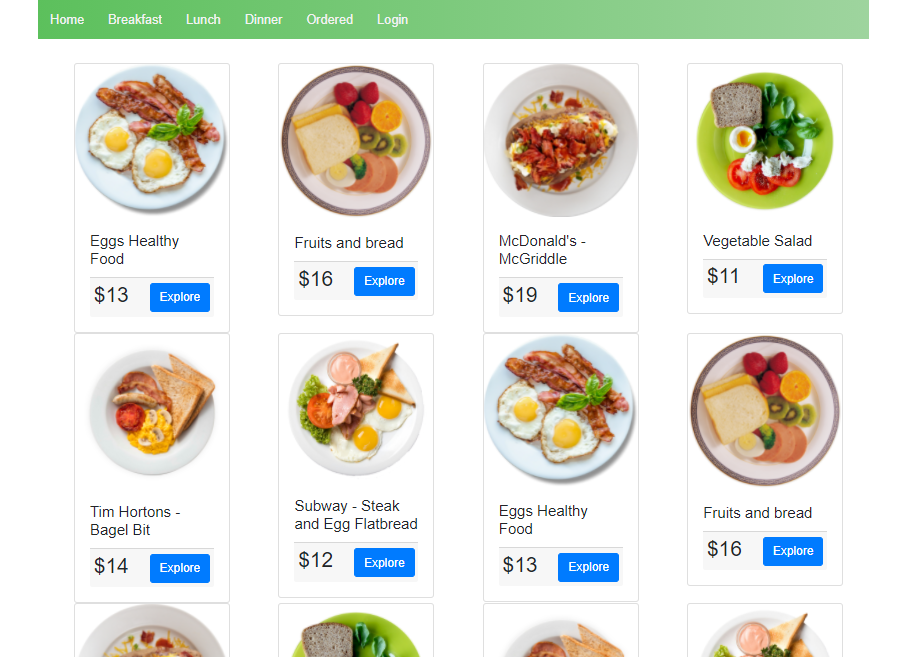 Home Breakfast Lunch Dinner Ordered Login
Eggs Healthy
Food
$13 Explore
Fruits and bread
$16 Explore
McDonald's -
McGriddle
$19 Explore
Vegetable Salad
$11 Explore
Tim Hortons -
Bagel Bit
$14 Explore
Subway - Steak
and Egg Flatbread
$12 Explore
Eggs Healthy
Food
$13 Explore
Fruits and bread
$16 Explore